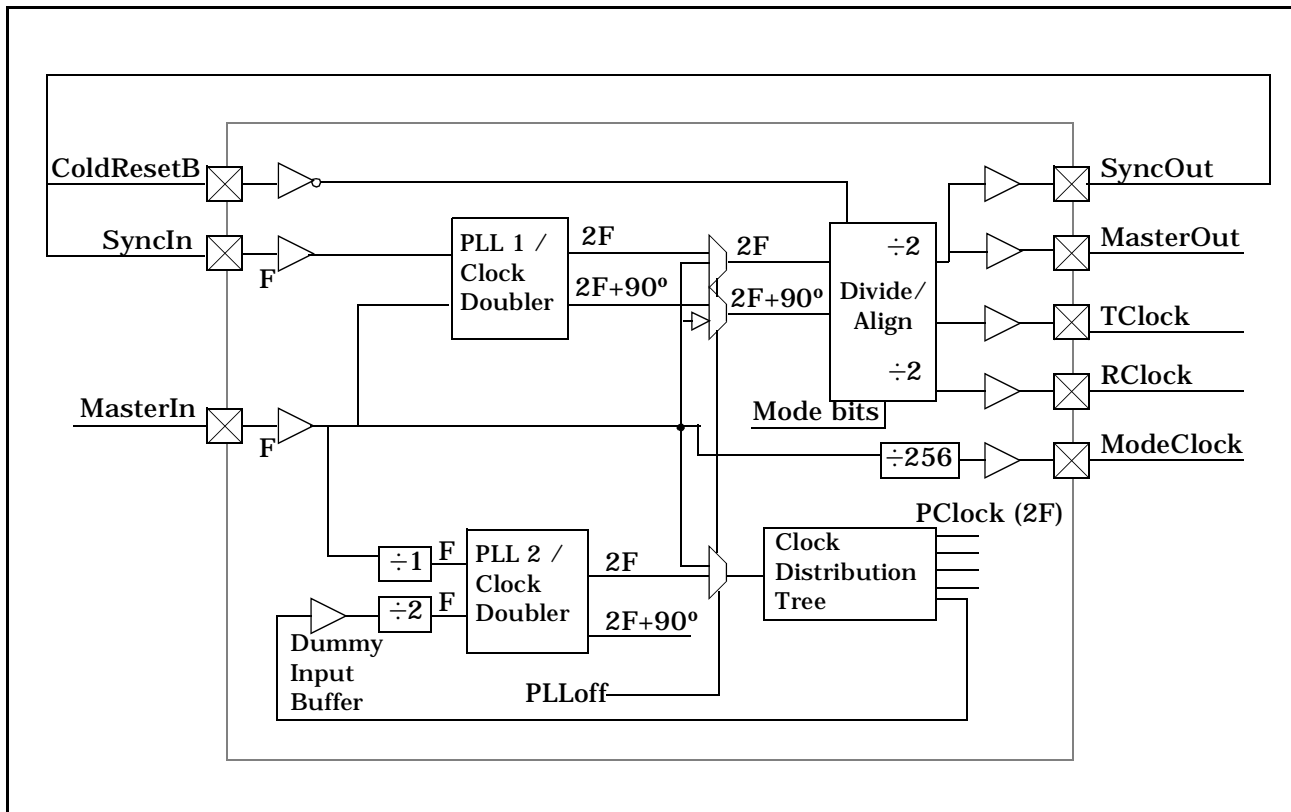 ColdResetB
SyncOut
SyncIn
F
PLL 1 /
Clock
Doubler
2F
2F+90º
2F
2F+90º
÷2
Divide/
Align
÷2
MasterOut
TClock
RClock
MasterIn
F
Mode bits
÷256
ModeClock
PClock (2F)
÷1
F
÷2
F
PLL 2 /
Clock
Doubler
2F
2F+90º
Clock
Distribution
Tree
Dummy
Input
Buffer
PLLoff